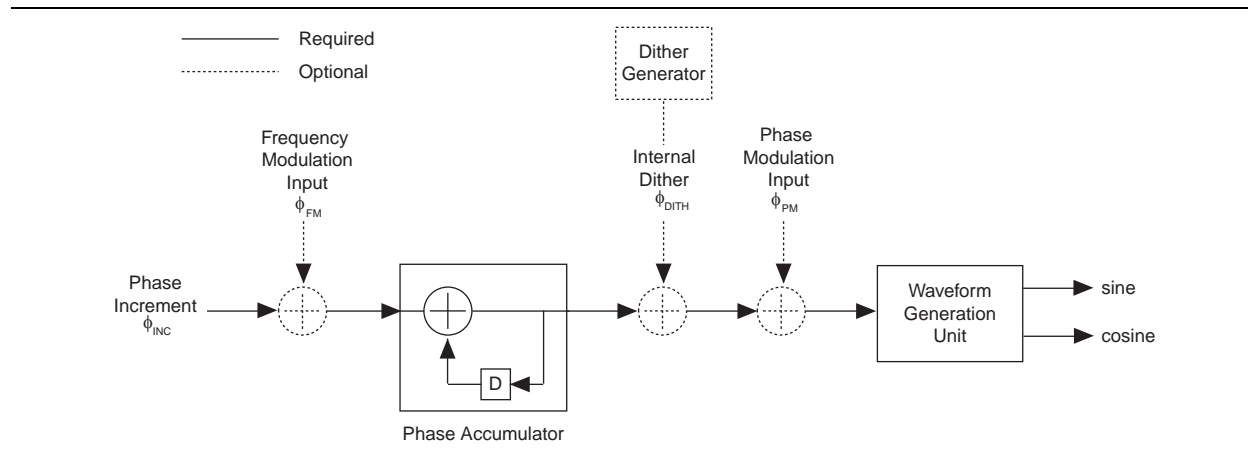 Required
Optional
Dither
Generator
Frequency
Modulation
Input
ϕFM
Internal
Dither
ϕDITH
Phase
Modulation
Input
ϕPM
Phase
Increment
ϕINC
D
Phase Accumulator
Waveform
Generation
Unit
sine
cosine